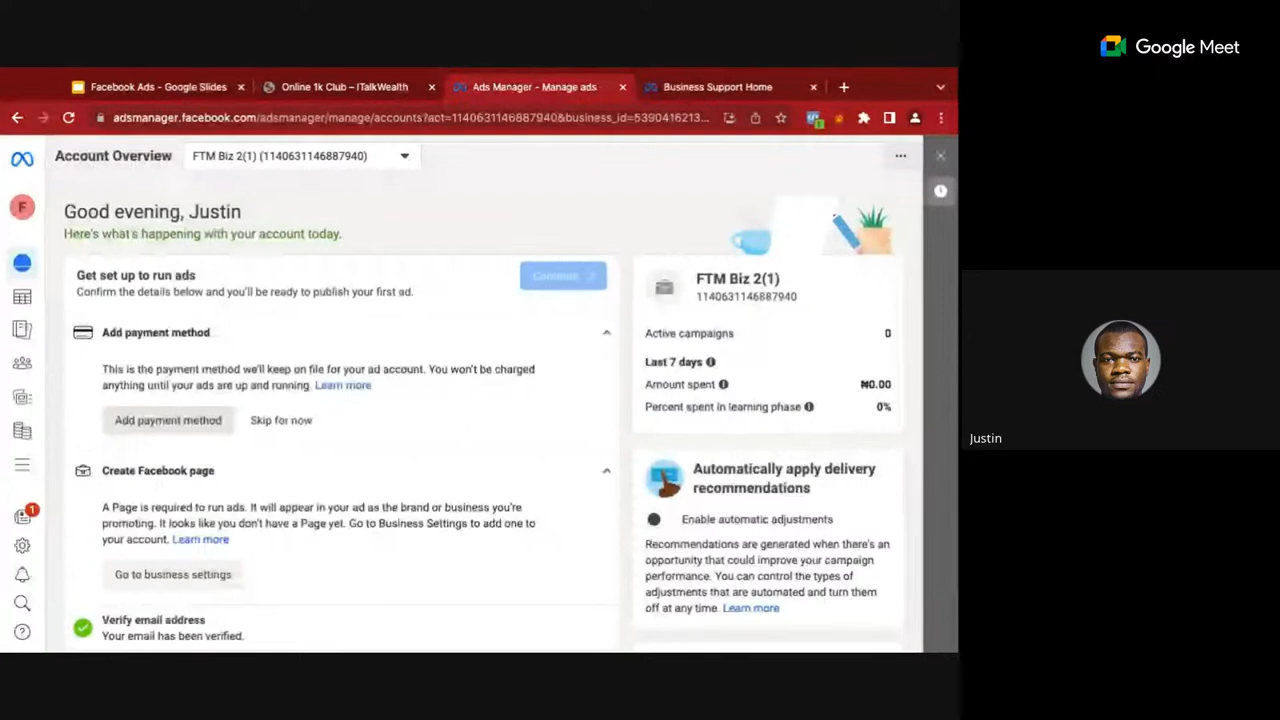 Google Meet
Facebook Ads - Google Slides
Online 1k Club – ITalkWealth
Ads Manager - Manage ads -
Business Support Home
adsmanager.facebook.com/adsmanager/manage/accounts?act=1140631146887940&business_id=5390416213...
Account Overview
FTM Biz 2(1) (1140631146887940)
F
Good evening, Justin
Here's what's happening with your account today.
Get set up to run ads
Continue
Confirm the details below and you'll be ready to publish your first ad.
Add payment method
This is the payment method we'll keep on file for your ad account. You won't be charged
anything until your ads are up and running. Learn more
Add payment method
Skip for now
Create Facebook page
A Page is required to run ads. It will appear in your ad as the brand or business you're
promoting. It looks like you don't have a Page yet. Go to Business Settings to add one to
your account. Learn more
Go to business settings
Verify email address
Your email has been verified.
1
FTM Biz 2(1)
1140631146887940
Active campaigns 0
Last 7 days
Amount spent ₦0.00
Percent spent in learning phase 0%
Automatically apply delivery
recommendations
Enable automatic adjustments
Recommendations are generated when there's an
opportunity that could improve your campaign
performance. You can control the types of
adjustments that are automated and turn them
off at any time. Learn more
Justin